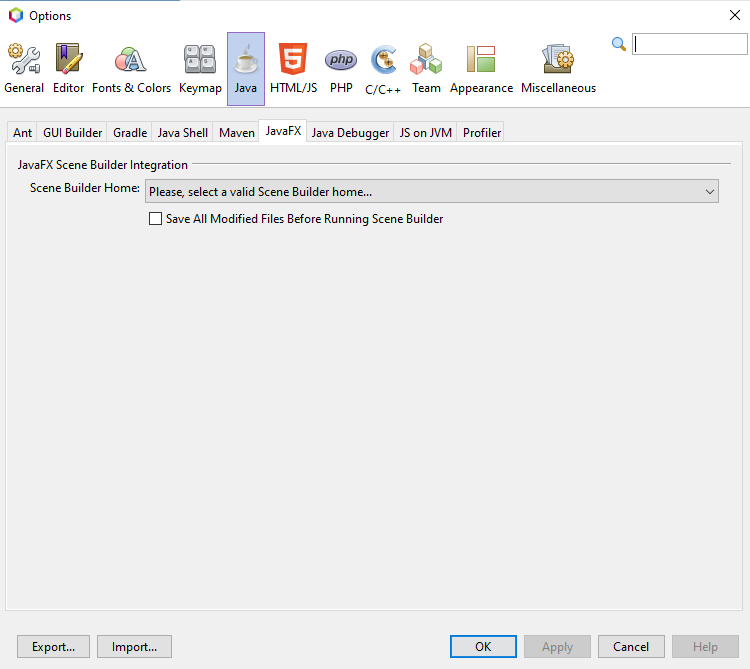 Options
General Editor Fonts & Colors Keymap Java HTML/JS PHP C/C++ Team Appearance Miscellaneous
Ant GUI Builder Gradle Java Shell Maven JavaFX Java Debugger JS on JVM Profiler
JavaFX Scene Builder Integration
Scene Builder Home: Please, select a valid Scene Builder home...
Save All Modified Files Before Running Scene Builder
Export... Import... OK Apply Cancel Help